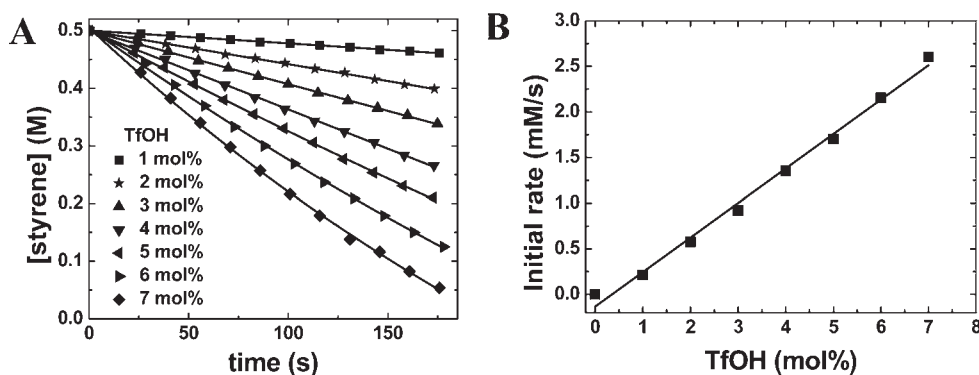 A
[styrene] (M)
0.5
0.4
0.3
0.2
0.1
0.0
TfOH
1 mol%
2 mol%
3 mol%
4 mol%
5 mol%
6 mol%
7 mol%
0 50 100 150
time (s)
B
Initial rate (mM/s)
3.0
2.5
2.0
1.5
1.0
0.5
0.0
0 1 2 3 4 5 6 7 8
TfOH (mol%)